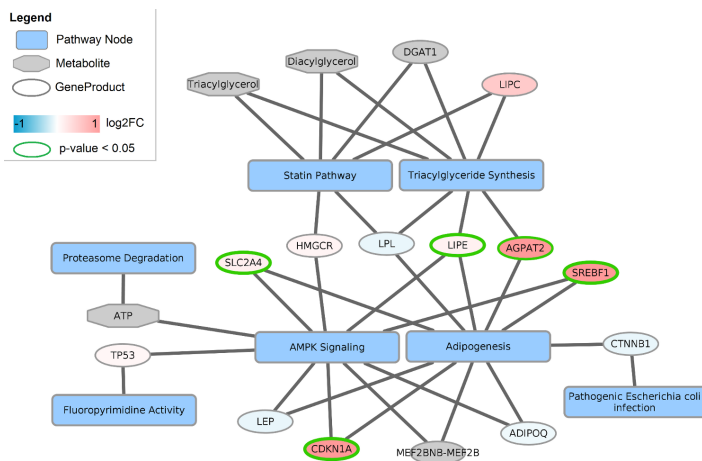 Legend
Pathway Node
Metabolite
GeneProduct
-1 1 log2FC
p-value < 0.05
DGAT1
Diacylglycerol
Triacylglycerol
LIPC
Statin Pathway
Triacylglyceride Synthesis
HMGCR
LPL
LIPE
AGPAT2
SLC2A4
SREBF1
Proteasome Degradation
ATP
TP53
AMPK Signaling
Adipogenesis
CTNNB1
Fluoropyrimidine Activity
Pathogenic Escherichia coli
infection
LEP
ADIPOQ
CDKN1A
MEF2BNB-MEF2B